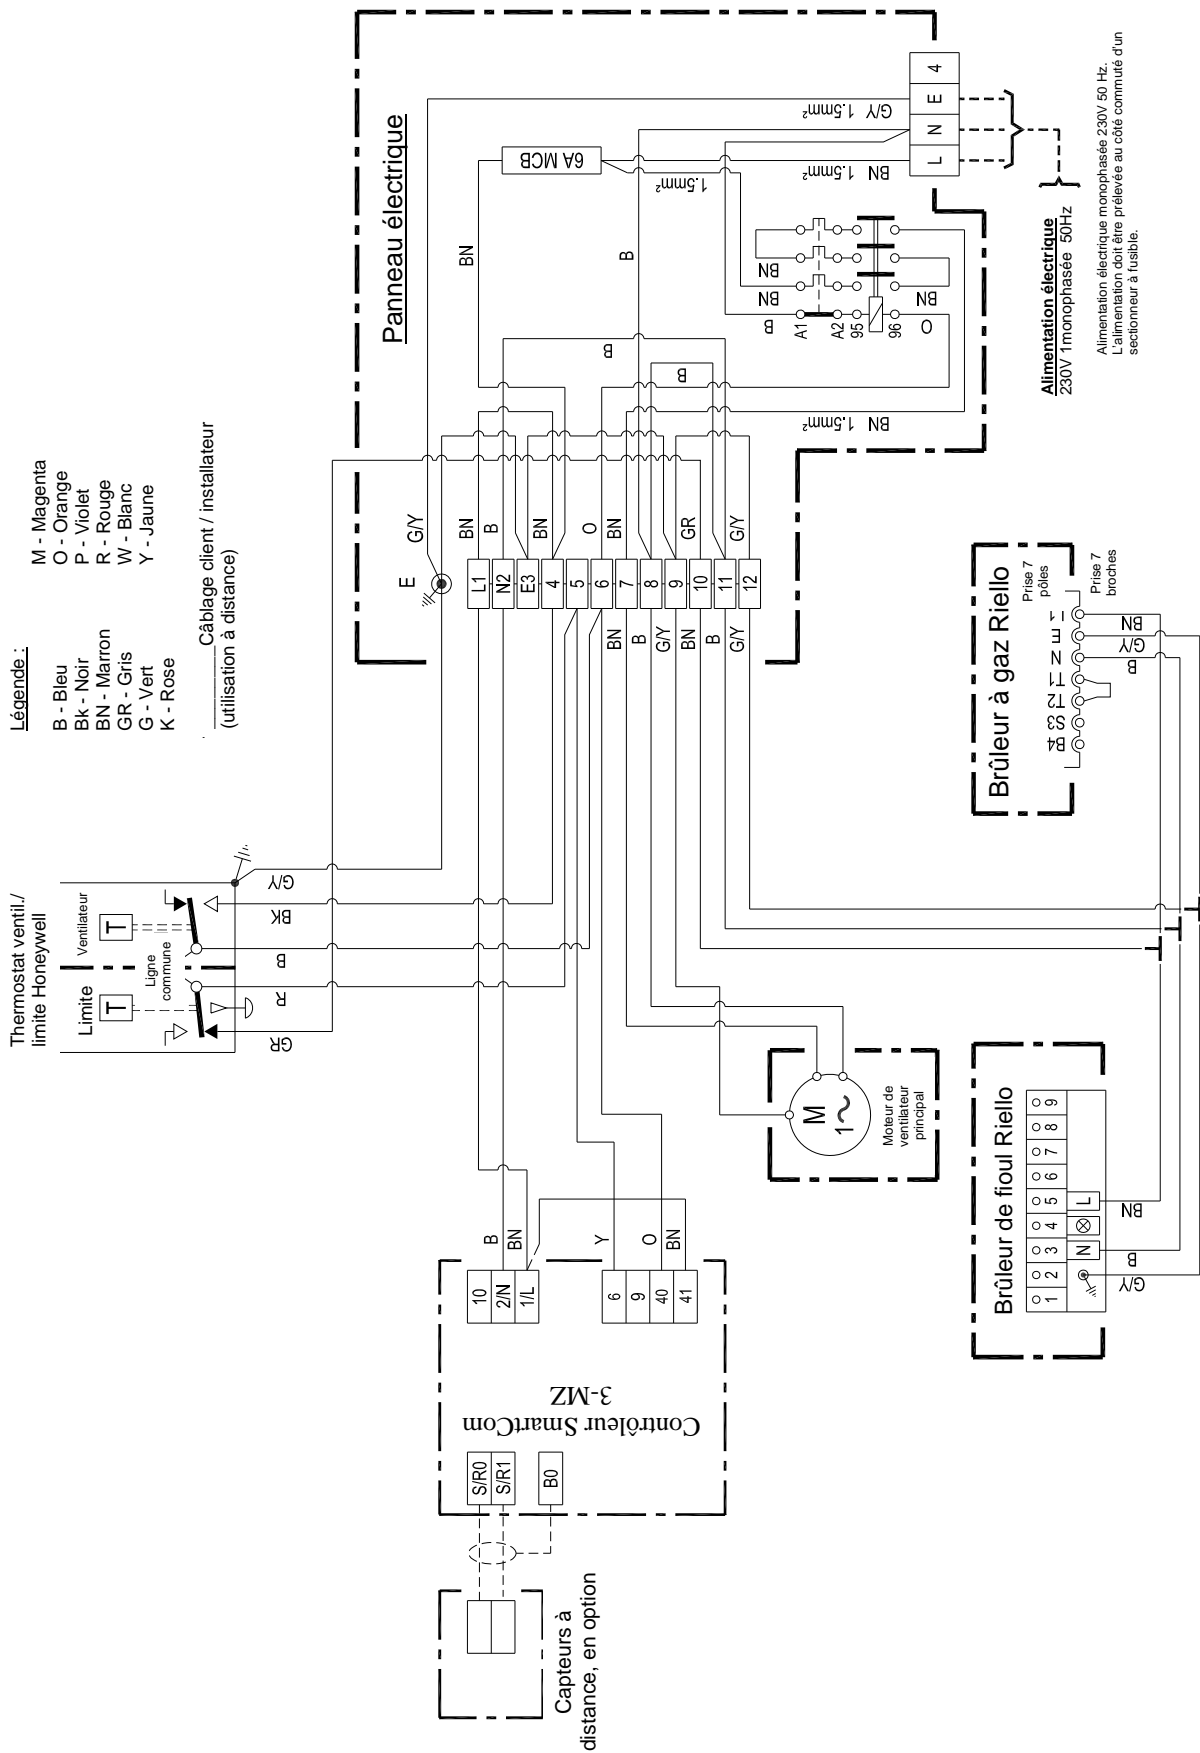 Légende :
B - Bleu
Bk - Noir
BN - Marron
GR - Gris
G - Vert
K - Rose
M - Magenta
O - Orange
P - Violet
R - Rouge
W - Blanc
Y - Jaune
Câblage client / installateur
(utilisation à distance)
Thermostat ventil./
limite Honeywell
Limite
T
Ligne
commune
Ventilateur
T
GR
R
B
BK
G/Y
Panneau électrique
E
G/Y
BN
B
BN
O
BN
GR
G/Y
L1
N2
E3
4
5
6
7
8
9
10
11
12
BN
B
G/Y
BN
B
G/Y
BN
B
B
B
6A MCB
1.5mm²
BN 1.5mm²
G/Y 1.5mm²
BN 1.5mm²
L
N
E
4
B
BN
BN
A1
A2
95
96
O
BN
Alimentation électrique
230V 1monophasée 50Hz
Alimentation électrique monophasée 230V 50 Hz.
L'alimentation doit être prélevée au côté commuté d'un
sectionneur à fusible.
Capteurs à
distance, en option
S/R0
S/R1
B0
Contrôleur SmartCom
3-MZ
10
2/N
1/L
6
9
40
41
B
BN
Y
O
BN
M
1~
Moteur de
ventilateur
principal
Brûleur de fioul Riello
1
2
3
4
5
6
7
8
9
N
L
G/Y
B
BN
Brûleur à gaz Riello
Prise 7
pôles
Prise 7
broches
B4
S3
T2
T1
N
E
L1
B
G/Y
BN